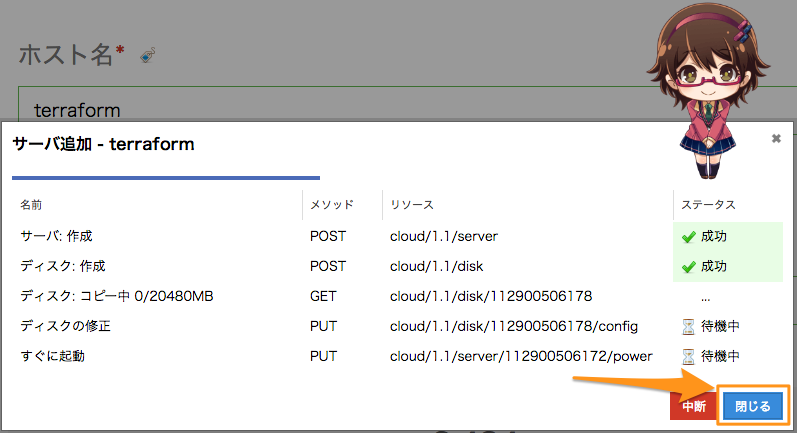 ホスト名*
terraform
サーバ追加 - terraform
名前 メソッド リソース ステータス
サーバ: 作成 POST cloud/1.1/server 成功
ディスク: 作成 POST cloud/1.1/disk 成功
ディスク: コピー中 0/20480MB GET cloud/1.1/disk/112900506178 ...
ディスクの修正 PUT cloud/1.1/disk/112900506178/config 待機中
すぐに起動 PUT cloud/1.1/server/112900506172/power 待機中
中断 閉じる